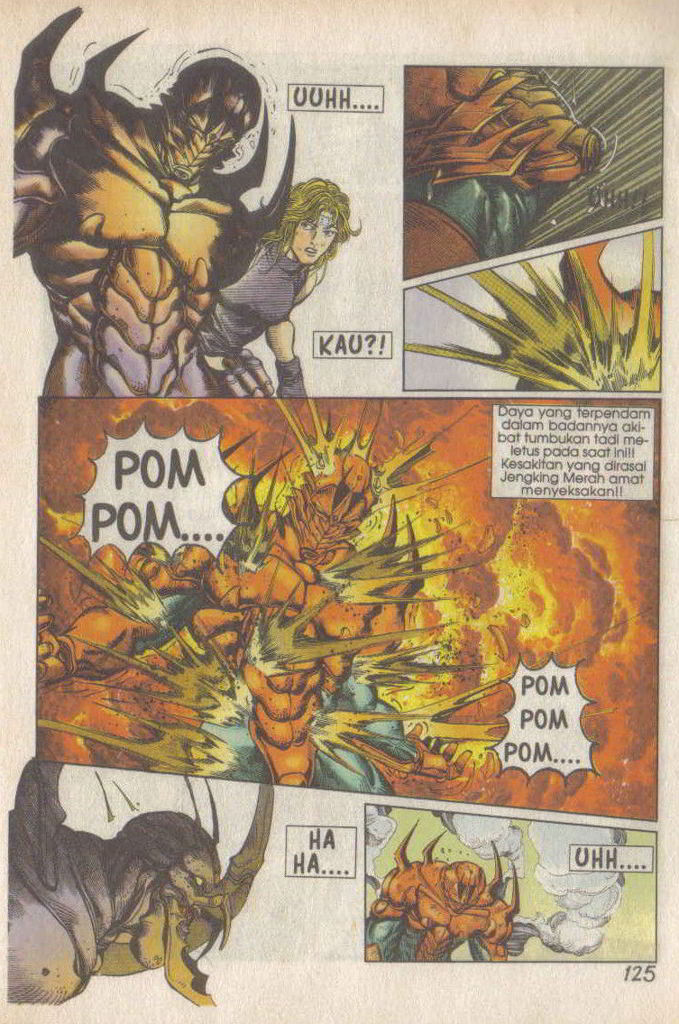 UUHH....
UHH!!
KAU?!
Daya yang terpendam
dalam badannya aki-
bat tumbukan tadi me-
letus pada saat ini!!
Kesakitan yang dirasai
Jengking Merah amat
menyeksakan!!
POM
POM....
POM
POM
POM....
HA
HA....
UHH....
125